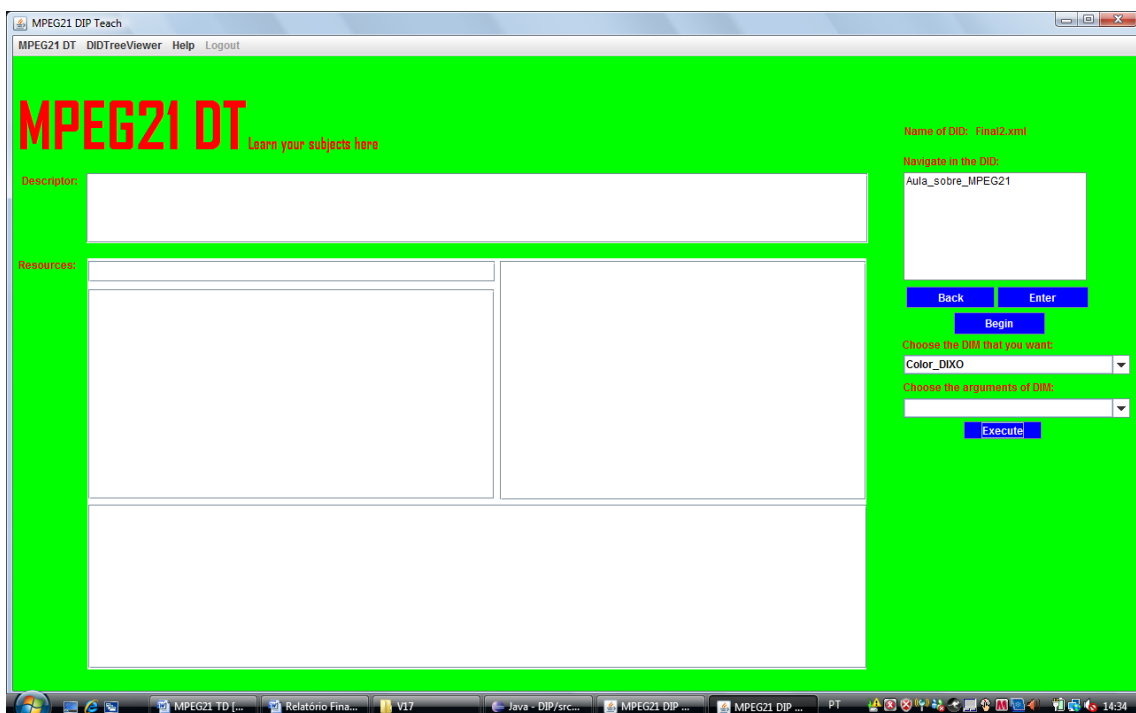 MPEG21 DIP Teach
MPEG21 DT DIDTreeViewer Help Logout
MPEG21 DT Learn your subjects here
Name of DID: Final2.xml
Navigate in the DID:
Descriptor:
Aula_sobre_MPEG21
Resources:
Back Enter
Begin
Choose the DIM that you want:
Color_DIXO
Choose the arguments of DIM:
Execute
MPEG21 TD [... Relatório Fina... V17 Java - DIP/src... MPEG21 DIP ... MPEG21 DIP ... PT 14:34